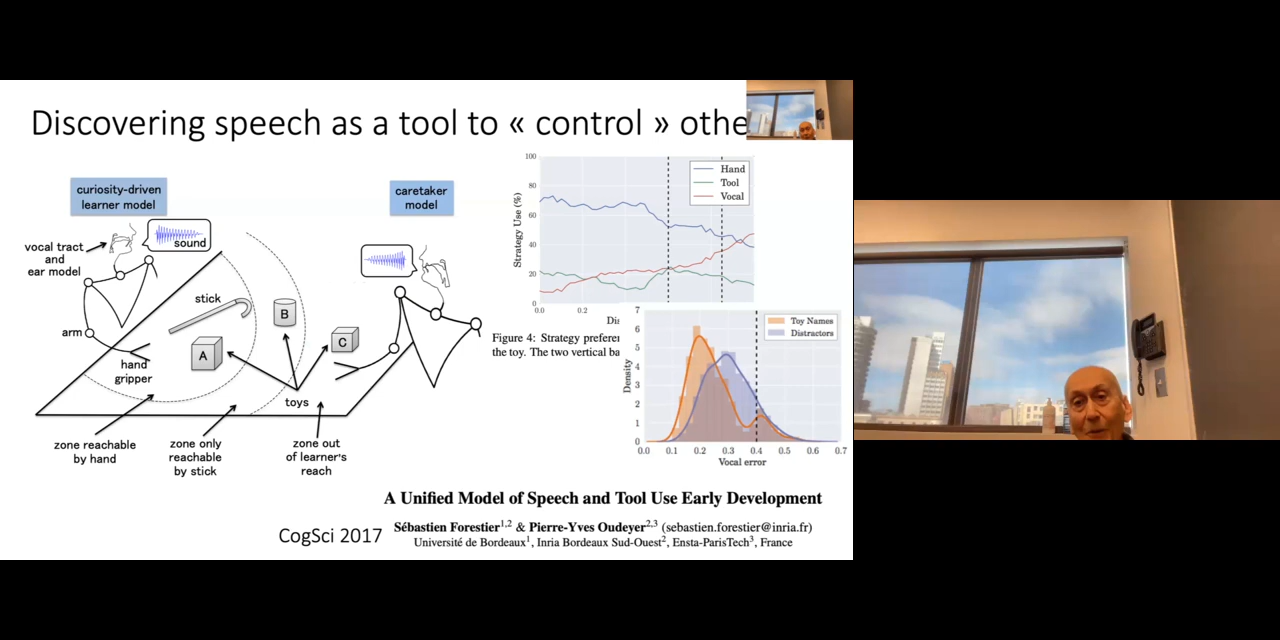 Discovering speech as a tool to « control » othe
curiosity-driven
learner model
caretaker
model
vocal tract
and
ear model
sound
stick
arm
hand
gripper
A
B
C
toys
zone reachable
by hand
zone only
reachable
by stick
zone out
of learner's
reach
100
80
60
40
20
0
Strategy Use (%)
Hand
Tool
Vocal
0.0
0.2
Dis
Figure 4: Strategy prefere
the toy. The two vertical ba
7
6
5
4
3
2
1
0
Density
Toy Names
Distractors
0.0 0.1 0.2 0.3 0.4 0.5 0.6 0.7
Vocal error
A Unified Model of Speech and Tool Use Early Development
CogSci 2017
Sébastien Forestier1,2 & Pierre-Yves Oudeyer2,3 (sebastien.forestier@inria.fr)
Université de Bordeaux1, Inria Bordeaux Sud-Ouest2, Ensta-ParisTech3, France